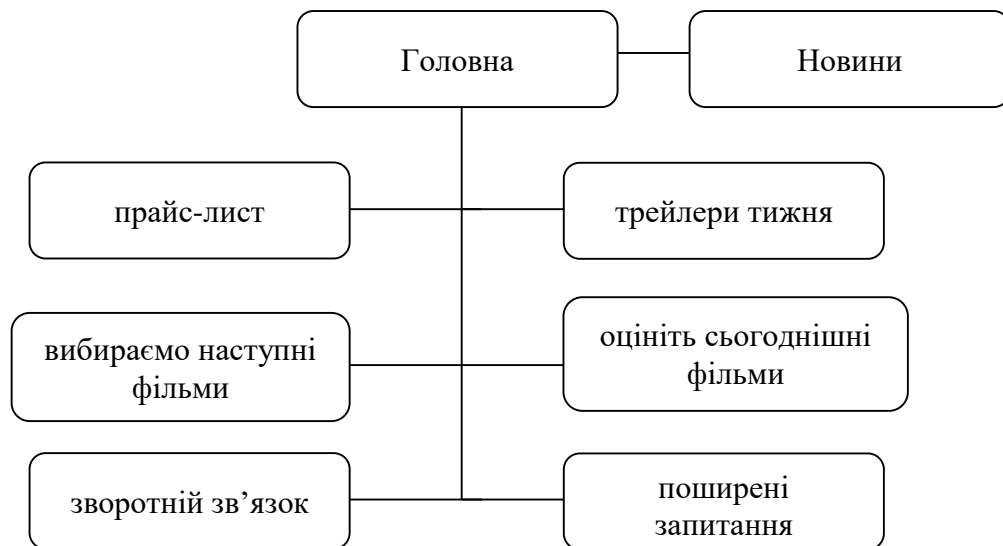 Головна
Новини
прайс-лист
трейлери тижня
вибираємо наступні
фільми
оцініть сьогоднішні
фільми
зворотній зв’язок
поширені
запитання